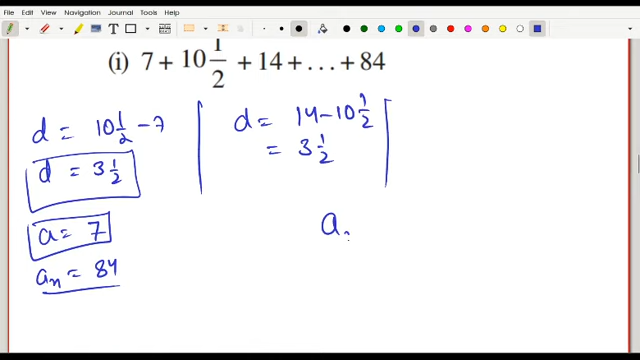 File Edit View Journal Tools Options Help
(i) 7 + 10 1/2 + 14 + ... + 84
d = 10 1/2 - 7
d = 3 1/2
a = 7
an = 84
d = 14 - 10 1/2
= 3 1/2
a